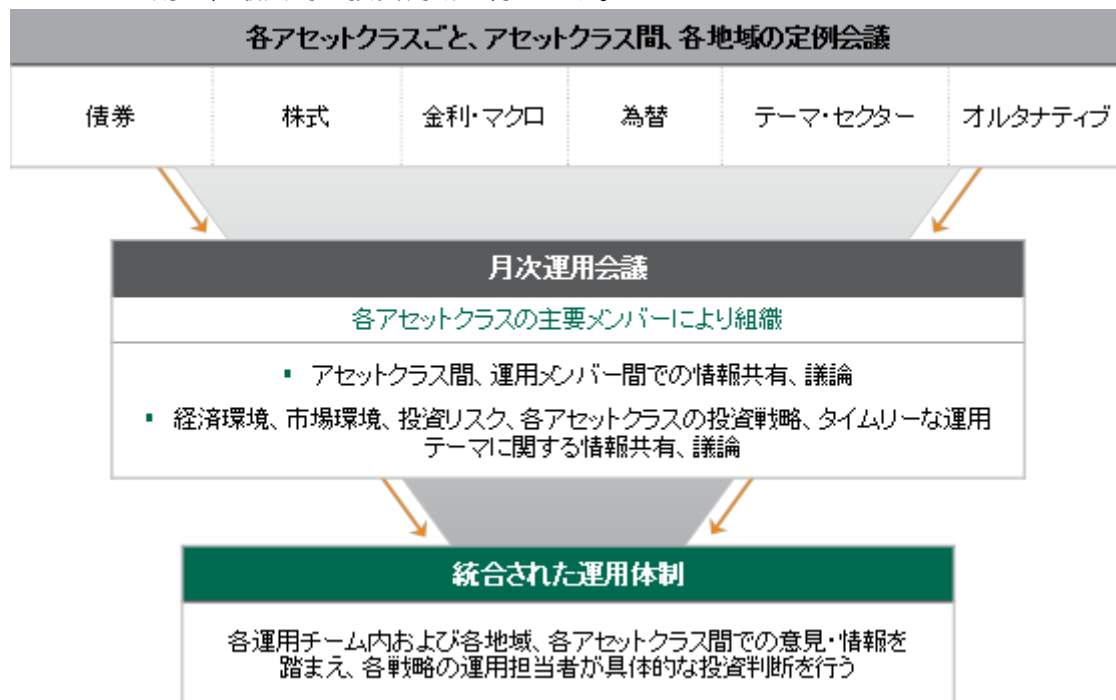 各アセットクラスごと、アセットクラス間、各地域の定例会議
債券
株式
金利・マクロ
為替
テーマ・セクター
オルタナティブ
月次運用会議
各アセットクラスの主要メンバーにより組織
▪ アセットクラス間、運用メンバー間での情報共有、議論
▪ 経済環境、市場環境、投資リスク、各アセットクラスの投資戦略、タイムリーな運用
テーマに関する情報共有、議論
統合された運用体制
各運用チーム内および各地域、各アセットクラス間での意見・情報を
踏まえ、各戦略の運用担当者が具体的な投資判断を行う